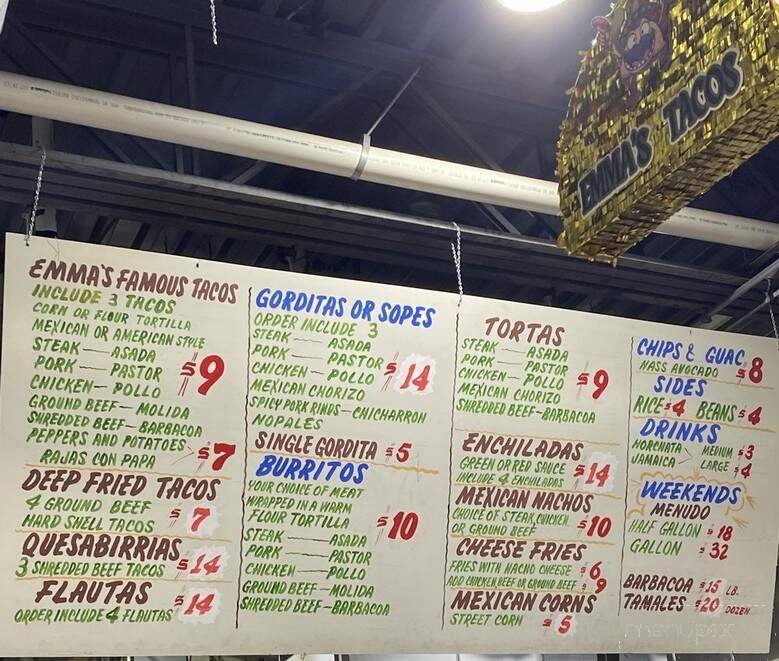 EMMA'S TACOS
EMMA'S FAMOUS TACOS
INCLUDE 3 TACOS
CORN OR FLOUR TORTILLA
MEXICAN OR AMERICAN STYLE
STEAK — ASADA
PORK — PASTOR
CHICKEN - POLLO
$9
GROUND BEEF — MOLIDA
SHREDDED BEEF - BARBACOA
PEPPERS AND POTATOES
RAJAS CON PAPA
$7
DEEP FRIED TACOS
4 GROUND BEEF
HARD SHELL TACOS
$7
QUESABIRRIAS
3 SHREDDED BEEF TACOS
$14
FLAUTAS
ORDER INCLUDE 4 FLAUTAS
$14
GORDITAS OR SOPES
ORDER INCLUDE 3
STEAK — ASADA
PORK — PASTOR
CHICKEN - POLLO
$14
MEXICAN CHORIZO
SPICY PORK RINDS - CHICHARRON
NOPALES
SINGLE GORDITA $5
BURRITOS
YOUR CHOICE OF MEAT
WRAPPED IN A WARM
FLOUR TORTILLA
$10
STEAK — ASADA
PORK — PASTOR
CHICKEN — POLLO
GROUND BEEF - MOLIDA
SHREDDED BEEF - BARBACOA
TORTAS
STEAK — ASADA
PORK — PASTOR
CHICKEN - POLLO
$9
MEXICAN CHORIZO
SHREDDED BEEF - BARBACOA
ENCHILADAS
GREEN OR RED SAUCE
INCLUDE 4 ENCHILADAS
$14
MEXICAN NACHOS
CHOICE OF STEAK, CHICKEN,
OR GROUND BEEF
$10
CHEESE FRIES
FRIES WITH NACHO CHEESE $6
ADD CHICKEN BEEF OR GROUND BEEF $9
MEXICAN CORNS
STREET CORN $5
CHIPS & GUAC
HASS AVOCADO $8
SIDES
RICE $4 BEANS $4
DRINKS
HORCHATA MEDIUM $3
JAMAICA LARGE $4
WEEKENDS
MENUDO
HALF GALLON $18
GALLON $32
BARBACOA $15 LB.
TAMALES $20 DOZEN
menupix